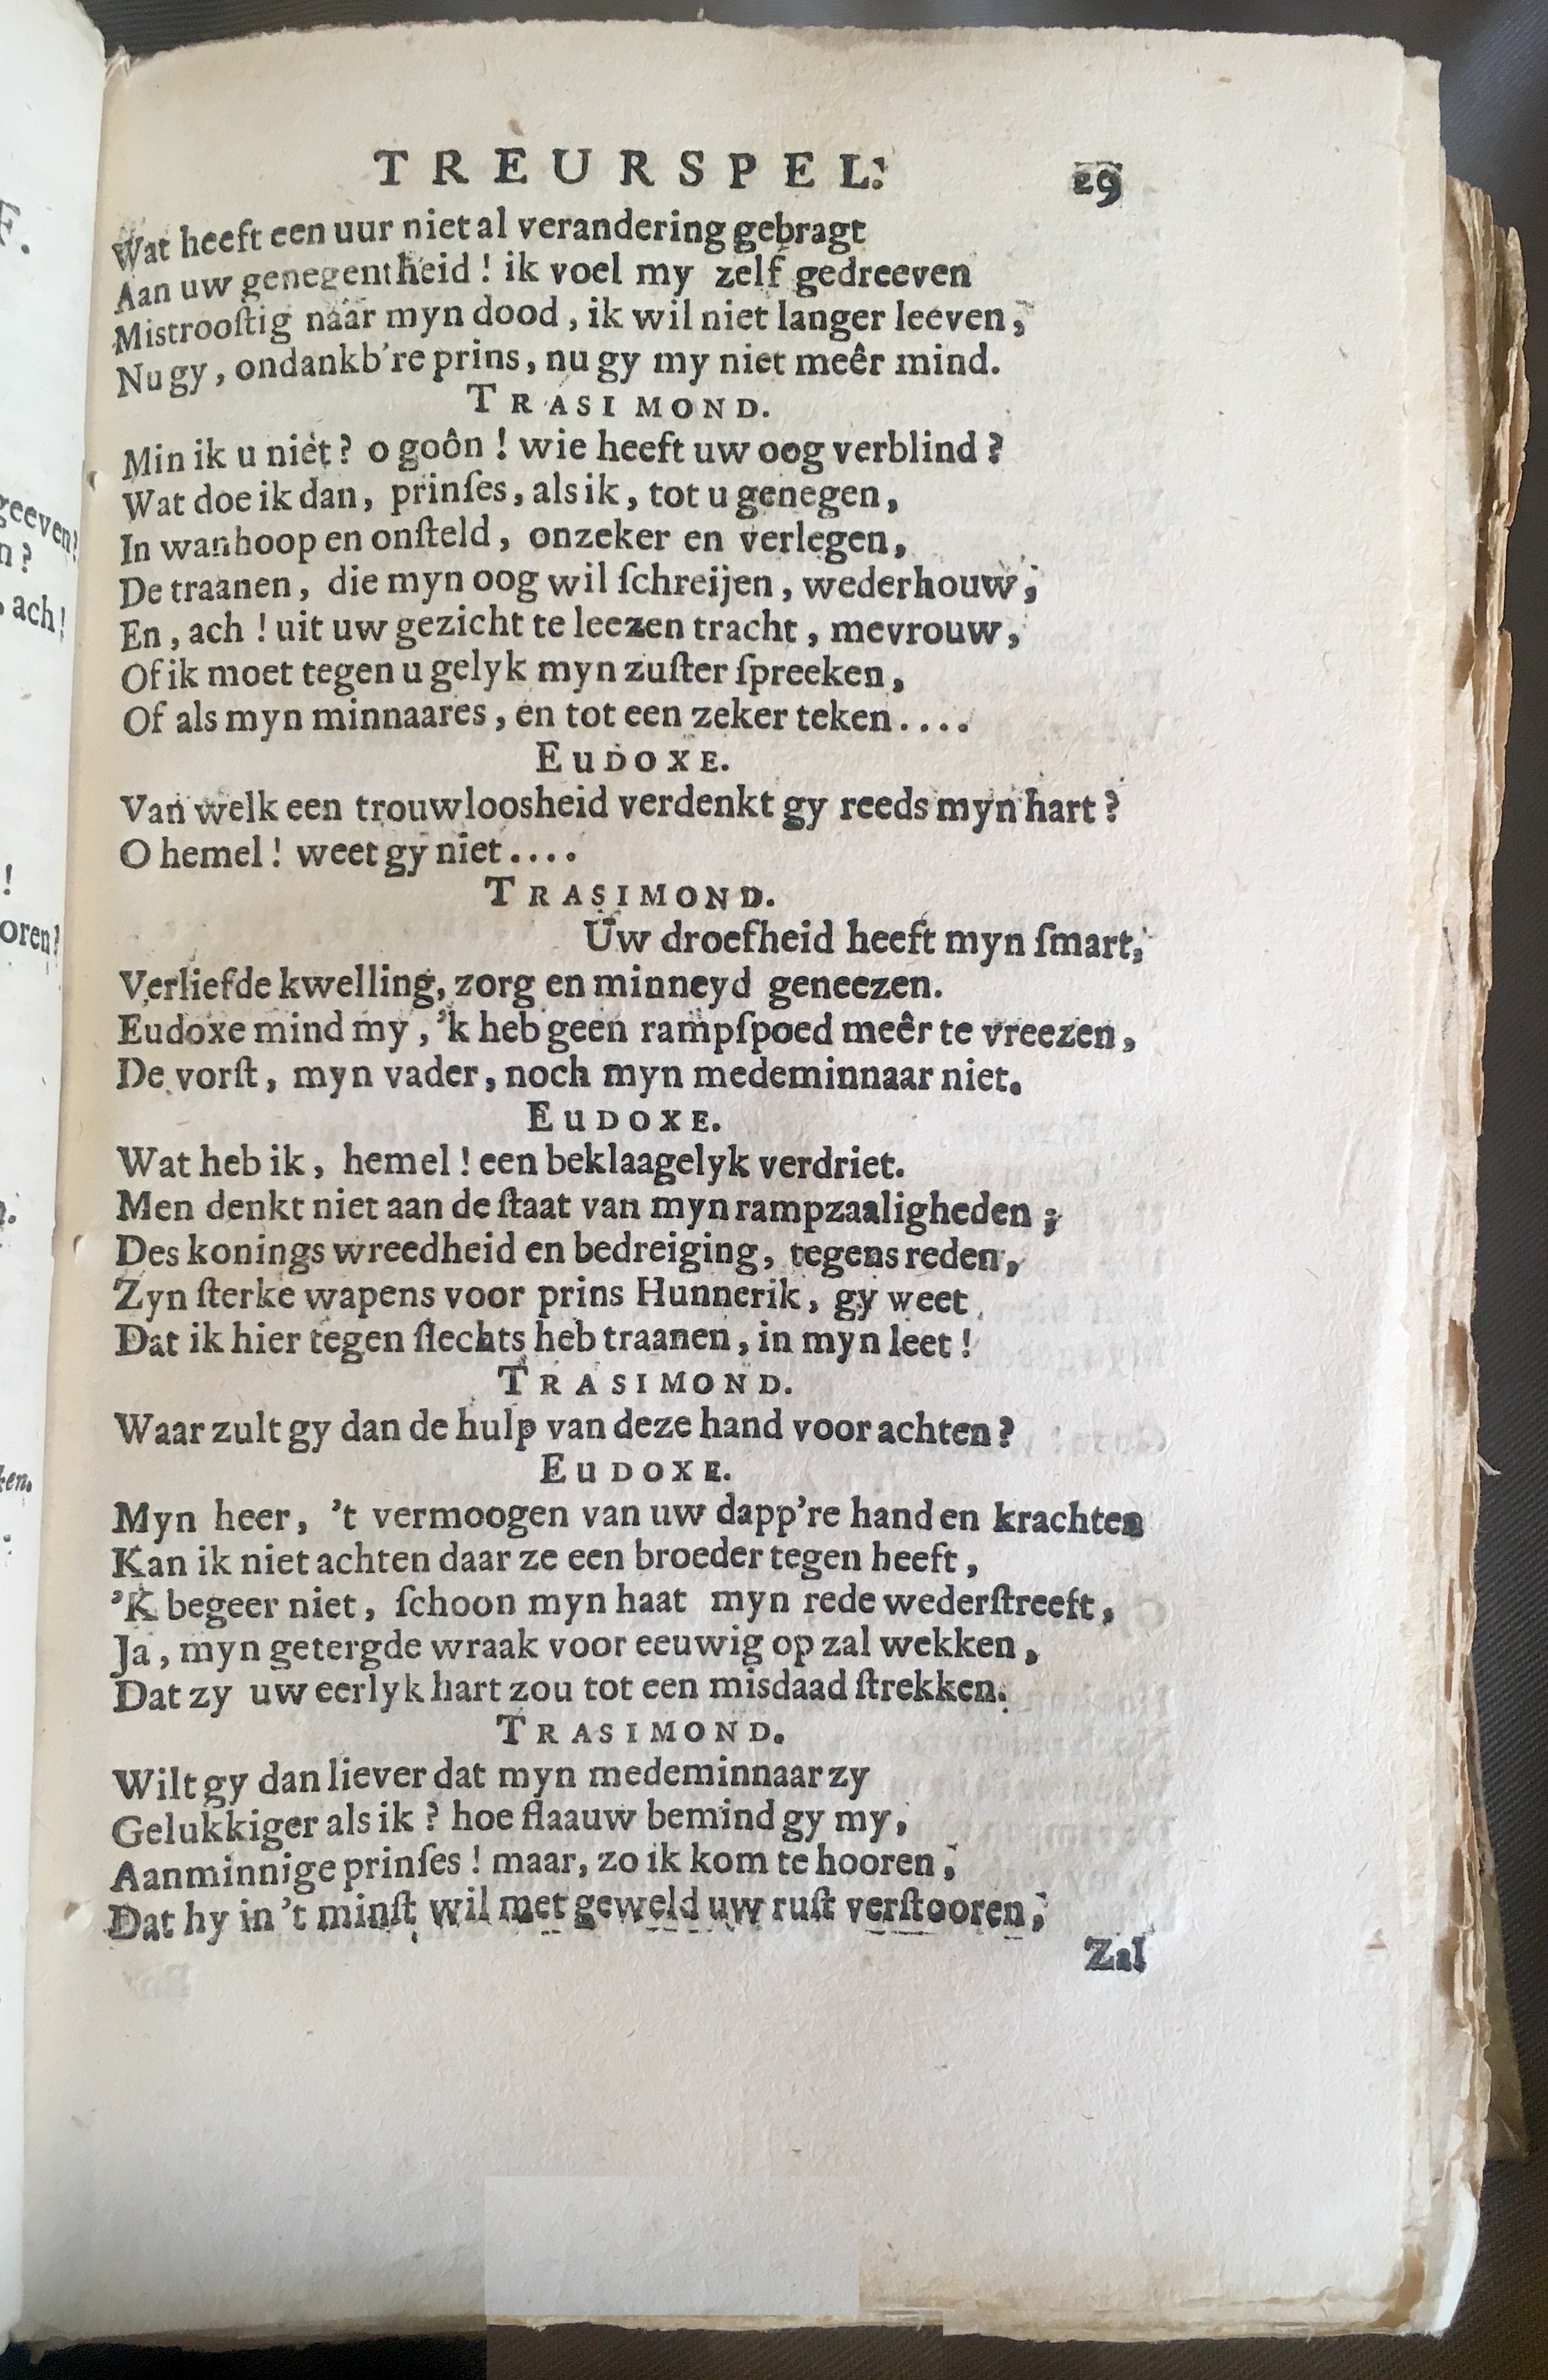 TREURSPEL. 29
Wat heeft een uur niet al verandering gebragt
Aan uw genegentheid! ik voel my zelf gedreeven
Mistrooſtig naar myn dood, ik wil niet langer leeven,
Nu gy, ondankb're prins, nu gy my niet meêr mind.
TRASIMOND.
Min ik u niet? o goôn! wie heeft uw oog verblind?
Wat doe ik dan, prinſes, als ik, tot u genegen,
In wanhoop en onſteld, onzeker en verlegen,
De traanen, die myn oog wil ſchreijen, wederhouw,
En, ach! uit uw gezicht te leezen tracht, mevrouw,
Of ik moet tegen u gelyk myn zuſter ſpreeken,
Of als myn minnaares, en tot een zeker teken....
EUDOXE.
Van welk een trouwloosheid verdenkt gy reeds myn hart?
O hemel! weet gy niet....
TRASIMOND.
Uw droefheid heeft myn ſmart,
Verliefde kwelling, zorg en minneyd geneezen.
Eudoxe mind my, 'k heb geen rampſpoed meêr te vreezen,
De vorſt, myn vader, noch myn medeminnaar niet.
EUDOXE.
Wat heb ik, hemel! een beklaagelyk verdriet.
Men denkt niet aan de ſtaat van myn rampzaaligheden;
Des konings wreedheid en bedreiging, tegens reden,
Zyn ſterke wapens voor prins Hunnerik, gy weet
Dat ik hier tegen ſlechts heb traanen, in myn leet!
TRASIMOND.
Waar zult gy dan de hulp van deze hand voor achten?
EUDOXE.
Myn heer, 't vermoogen van uw dapp're hand en krachten
Kan ik niet achten daar ze een broeder tegen heeft,
'K begeer niet, ſchoon myn haat myn rede wederſtreeft,
Ja, myn getergde wraak voor eeuwig op zal wekken,
Dat zy uw eerlyk hart zou tot een misdaad ſtrekken.
TRASIMOND.
Wilt gy dan liever dat myn medeminnaar zy
Gelukkiger als ik? hoe ſlaauw bemind gy my,
Aanminnige prinſes! maar, zo ik kom te hooren,
Dat hy in 't minſt wil met geweld uw ruſt verſtooren,
Zal
F.
geeven!
n?
ach!
!
oren?
ken.